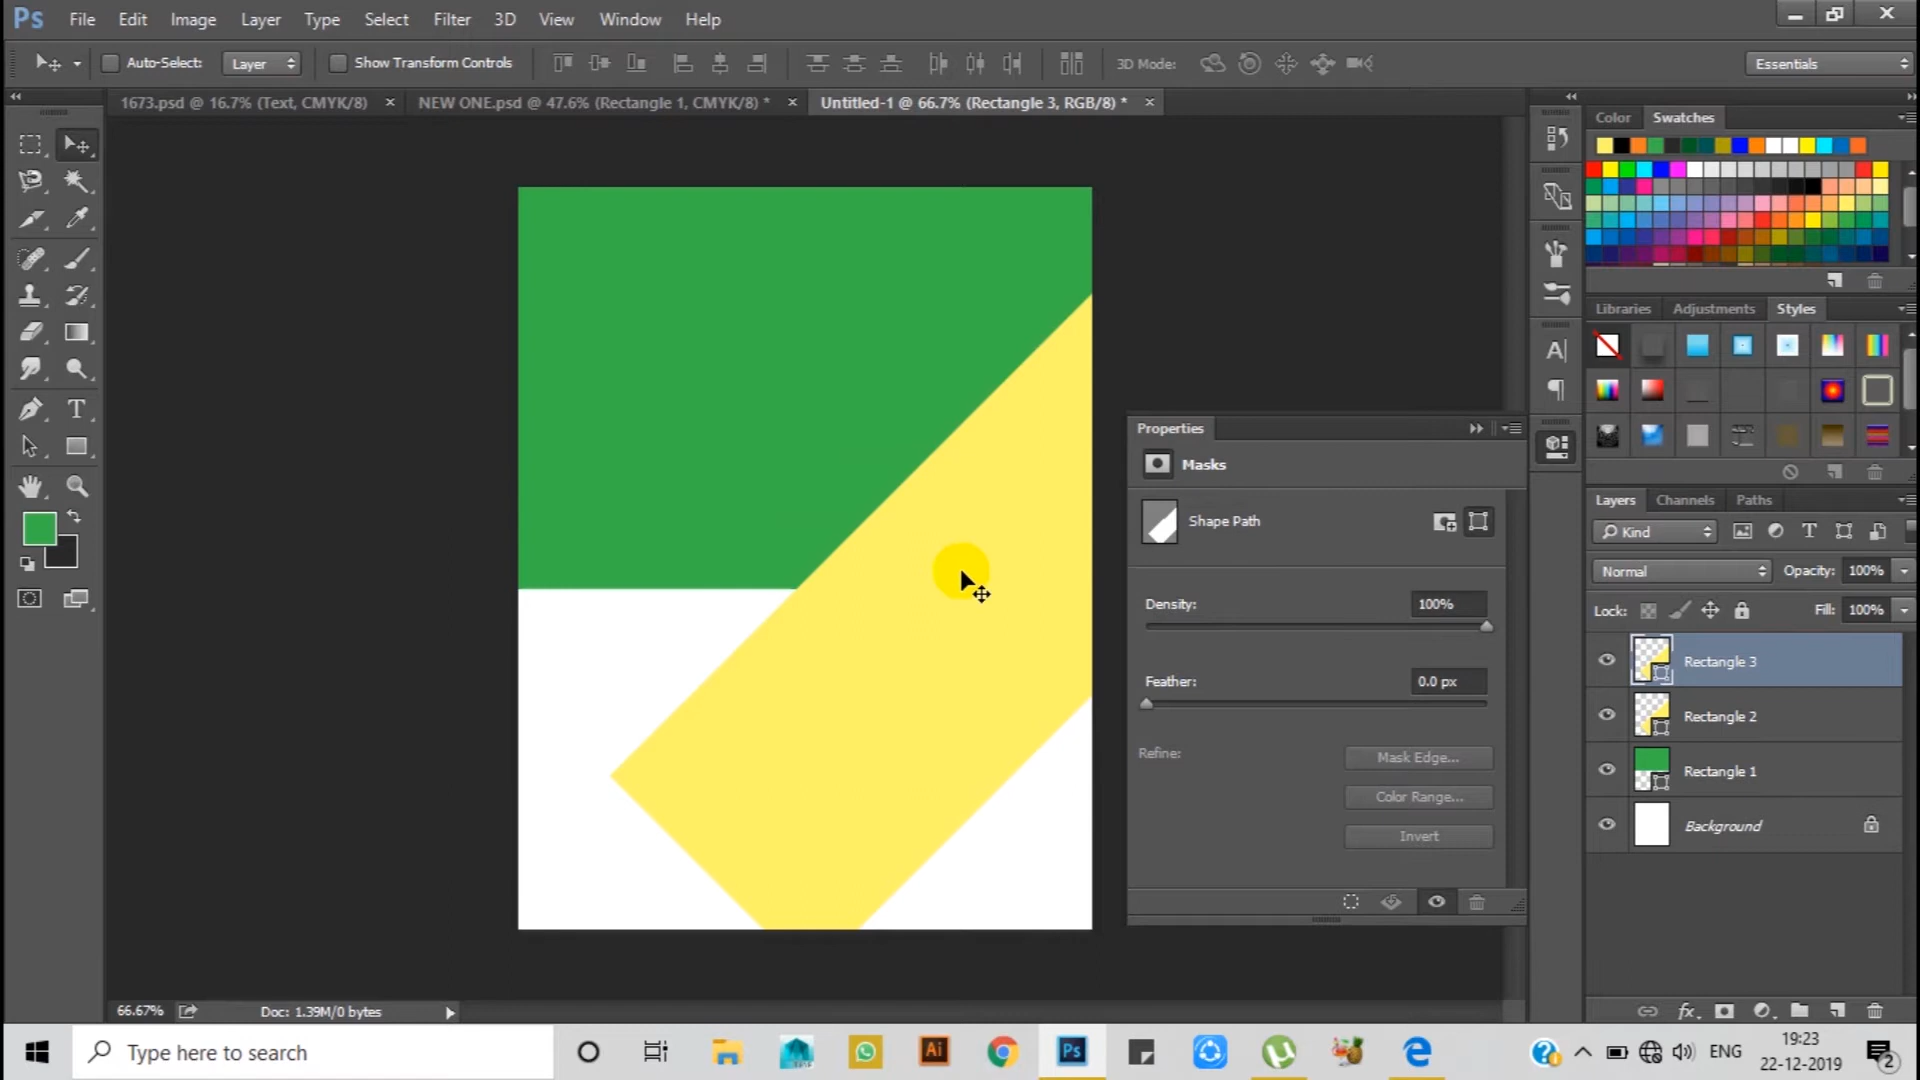 Ps File Edit Image Layer Type Select Filter 3D View Window Help
Auto-Select: Layer Show Transform Controls 3D Mode: Essentials
1673.psd @ 16.7% (Text, CMYK/8) × NEW ONE.psd @ 47.6% (Rectangle 1, CMYK/8) * × Untitled-1 @ 66.7% (Rectangle 3, RGB/8) * ×
Color Swatches
Libraries Adjustments Styles
Properties
Masks
Shape Path
Density: 100%
Feather: 0.0 px
Refine: Mask Edge...
Color Range...
Invert
Layers Channels Paths
Kind
Normal Opacity: 100%
Lock: Fill: 100%
Rectangle 3
Rectangle 2
Rectangle 1
Background
66.67% Doc: 1.39M/0 bytes
Type here to search
Ai
Ps
ENG
19:23
22-12-2019
2